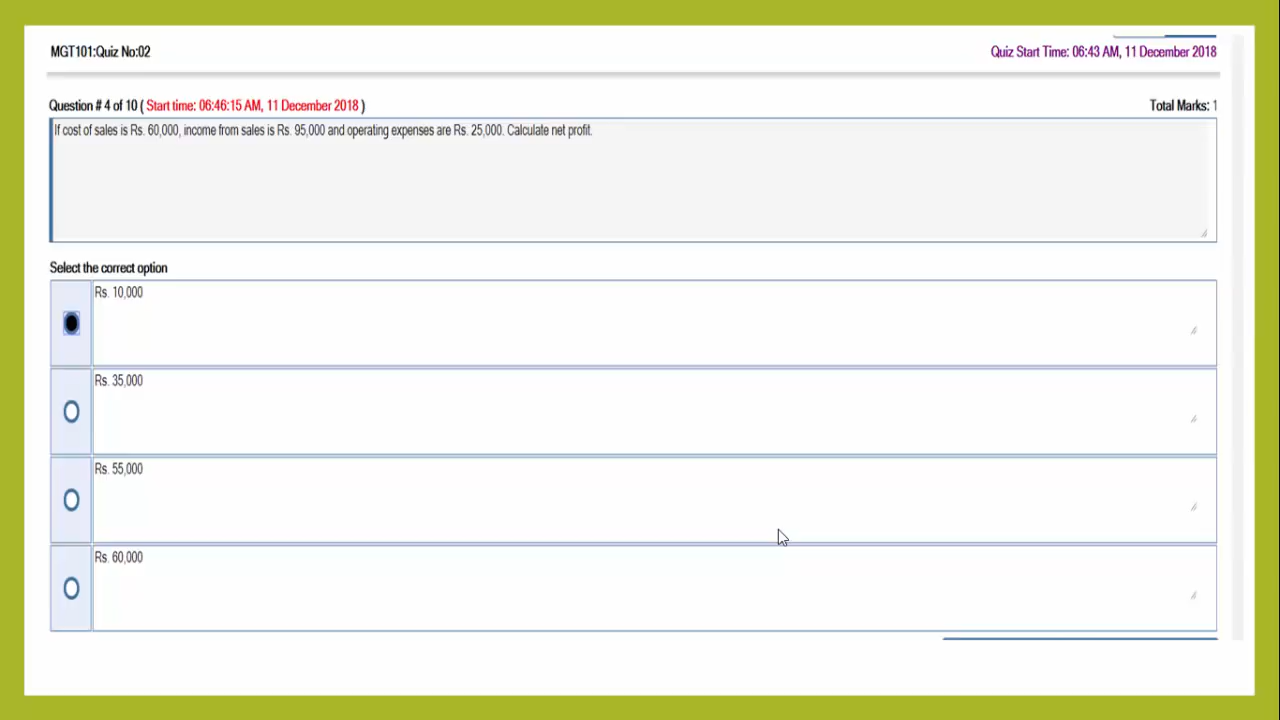 MGT101:Quiz No:02
Quiz Start Time: 06:43 AM, 11 December 2018
Question # 4 of 10 ( Start time: 06:46:15 AM, 11 December 2018 )
Total Marks: 1
If cost of sales is Rs. 60,000, income from sales is Rs. 95,000 and operating expenses are Rs. 25,000. Calculate net profit.
Select the correct option
Rs. 10,000
Rs. 35,000
Rs. 55,000
Rs. 60,000